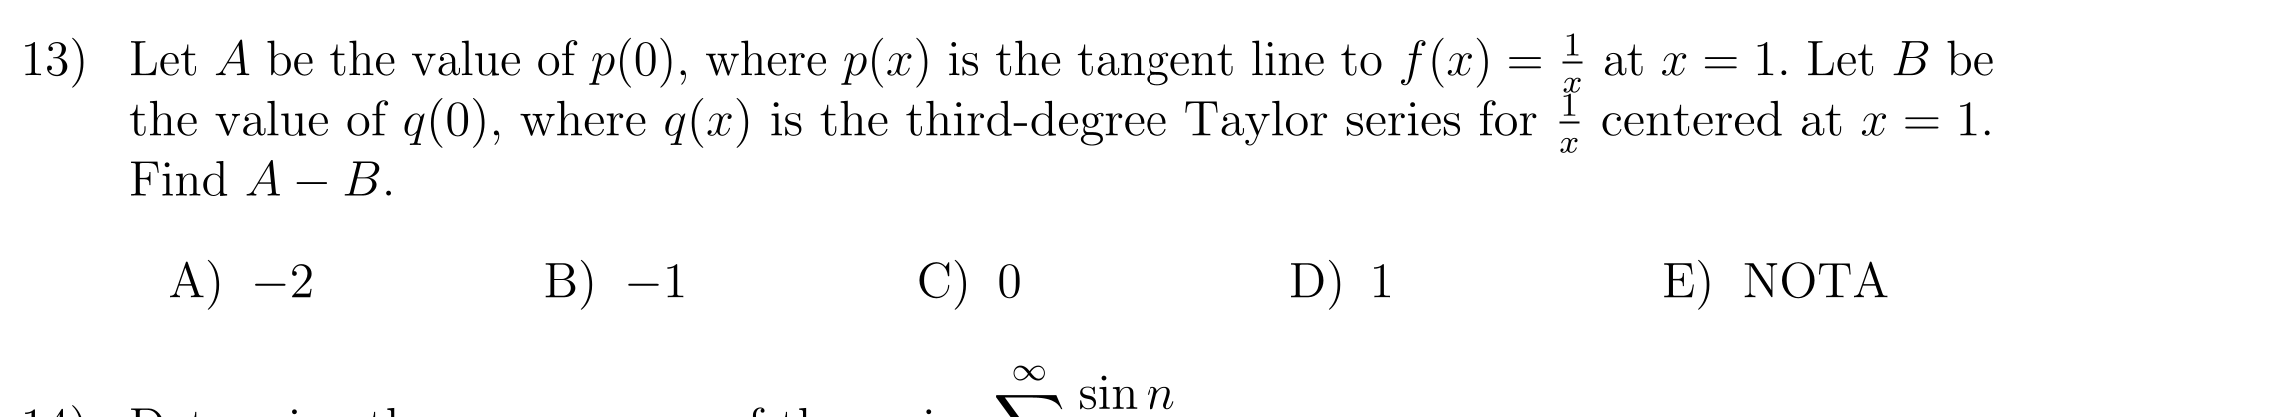 13) Let A be the value of p(0), where p(x) is the tangent line to f(x) = 1/x at x = 1. Let B be
the value of q(0), where q(x) is the third-degree Taylor series for 1/x centered at x = 1.
Find A − B.
A) −2 B) −1 C) 0 D) 1 E) NOTA
∞ sin n
∑